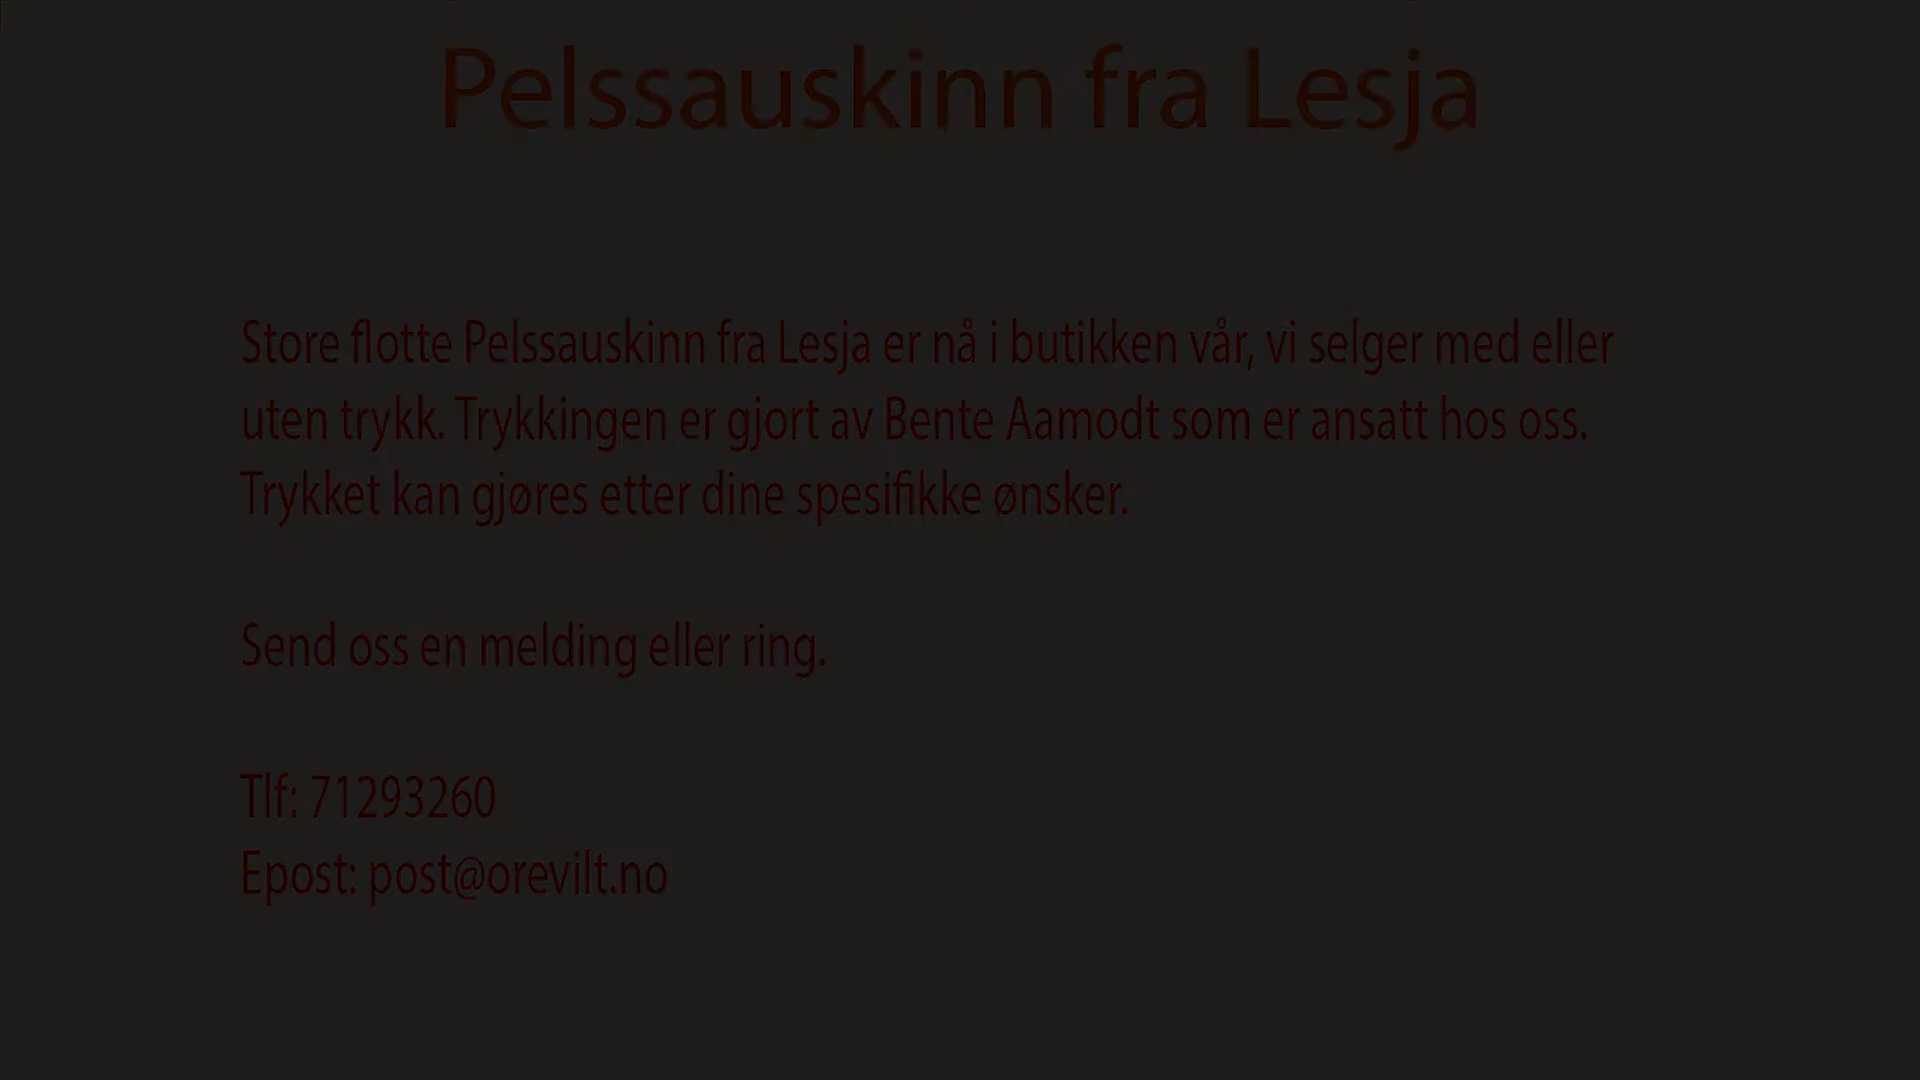 Pelssauskinn fra Lesja
Store flotte Pelssauskinn fra Lesja er nå i butikken vår, vi selger med eller
uten trykk. Trykkingen er gjort av Bente Aamodt som er ansatt hos oss.
Trykket kan gjøres etter dine spesifikke ønsker.
Send oss en melding eller ring.
Tlf: 71293260
Epost: post@orevilt.no